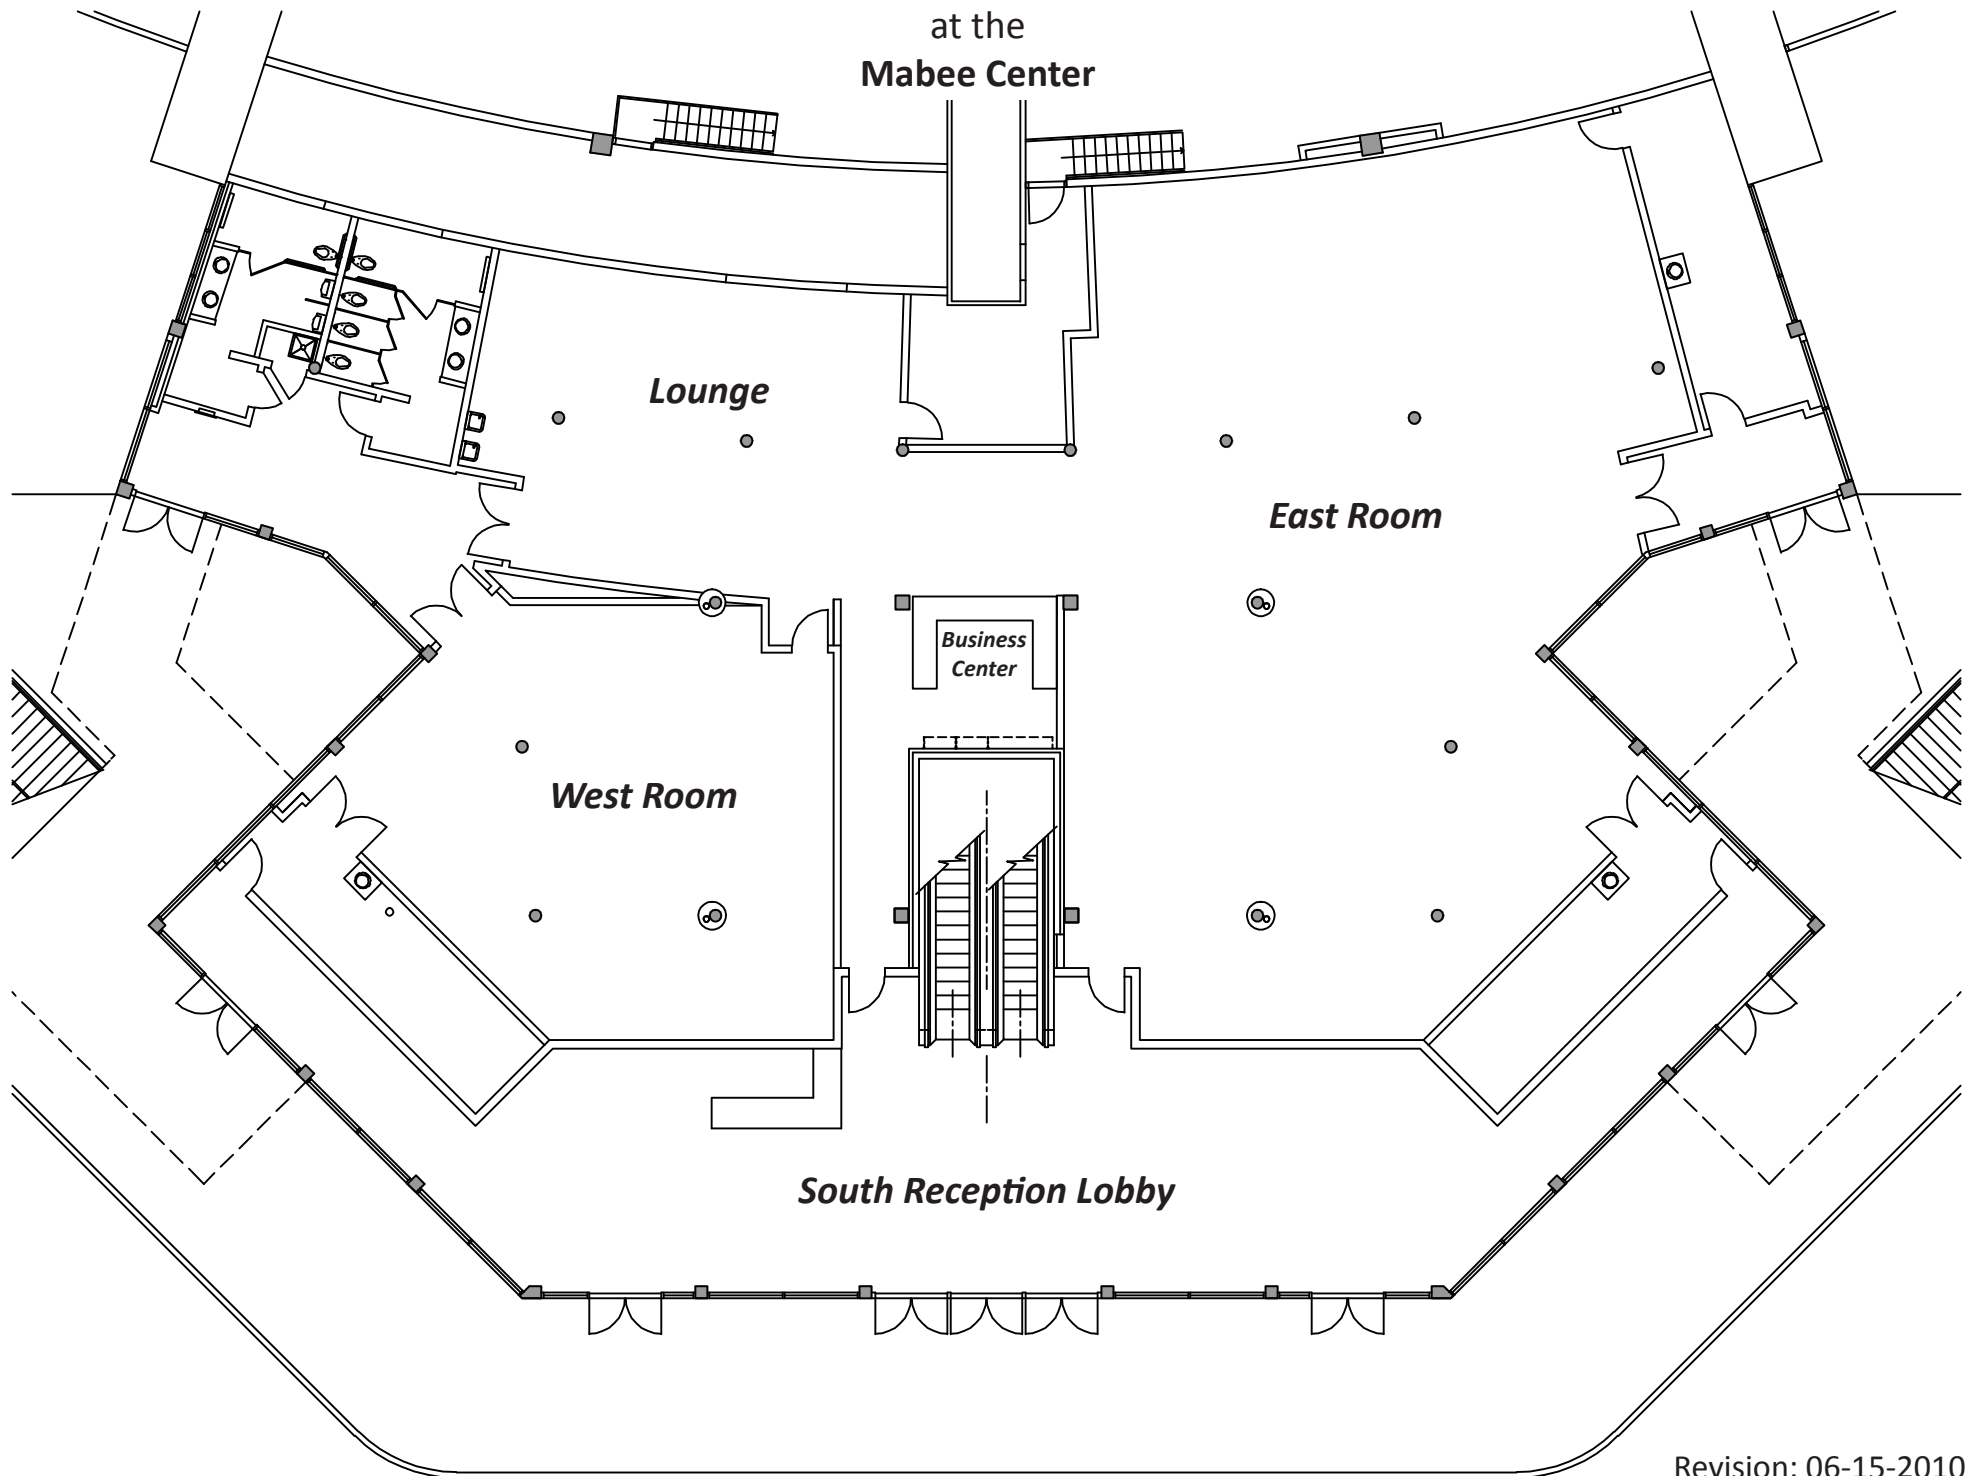 at the
Mabee Center
Lounge
East Room
Business
Center
West Room
South Reception Lobby
Revision: 06-15-2010